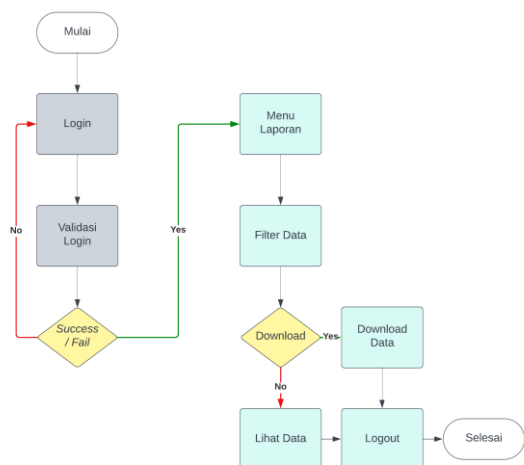 Mulai
Login
Validasi
Login
Success
/ Fail
No
Yes
Menu
Laporan
Filter Data
Download
Yes
Download
Data
No
Lihat Data
Logout
Selesai